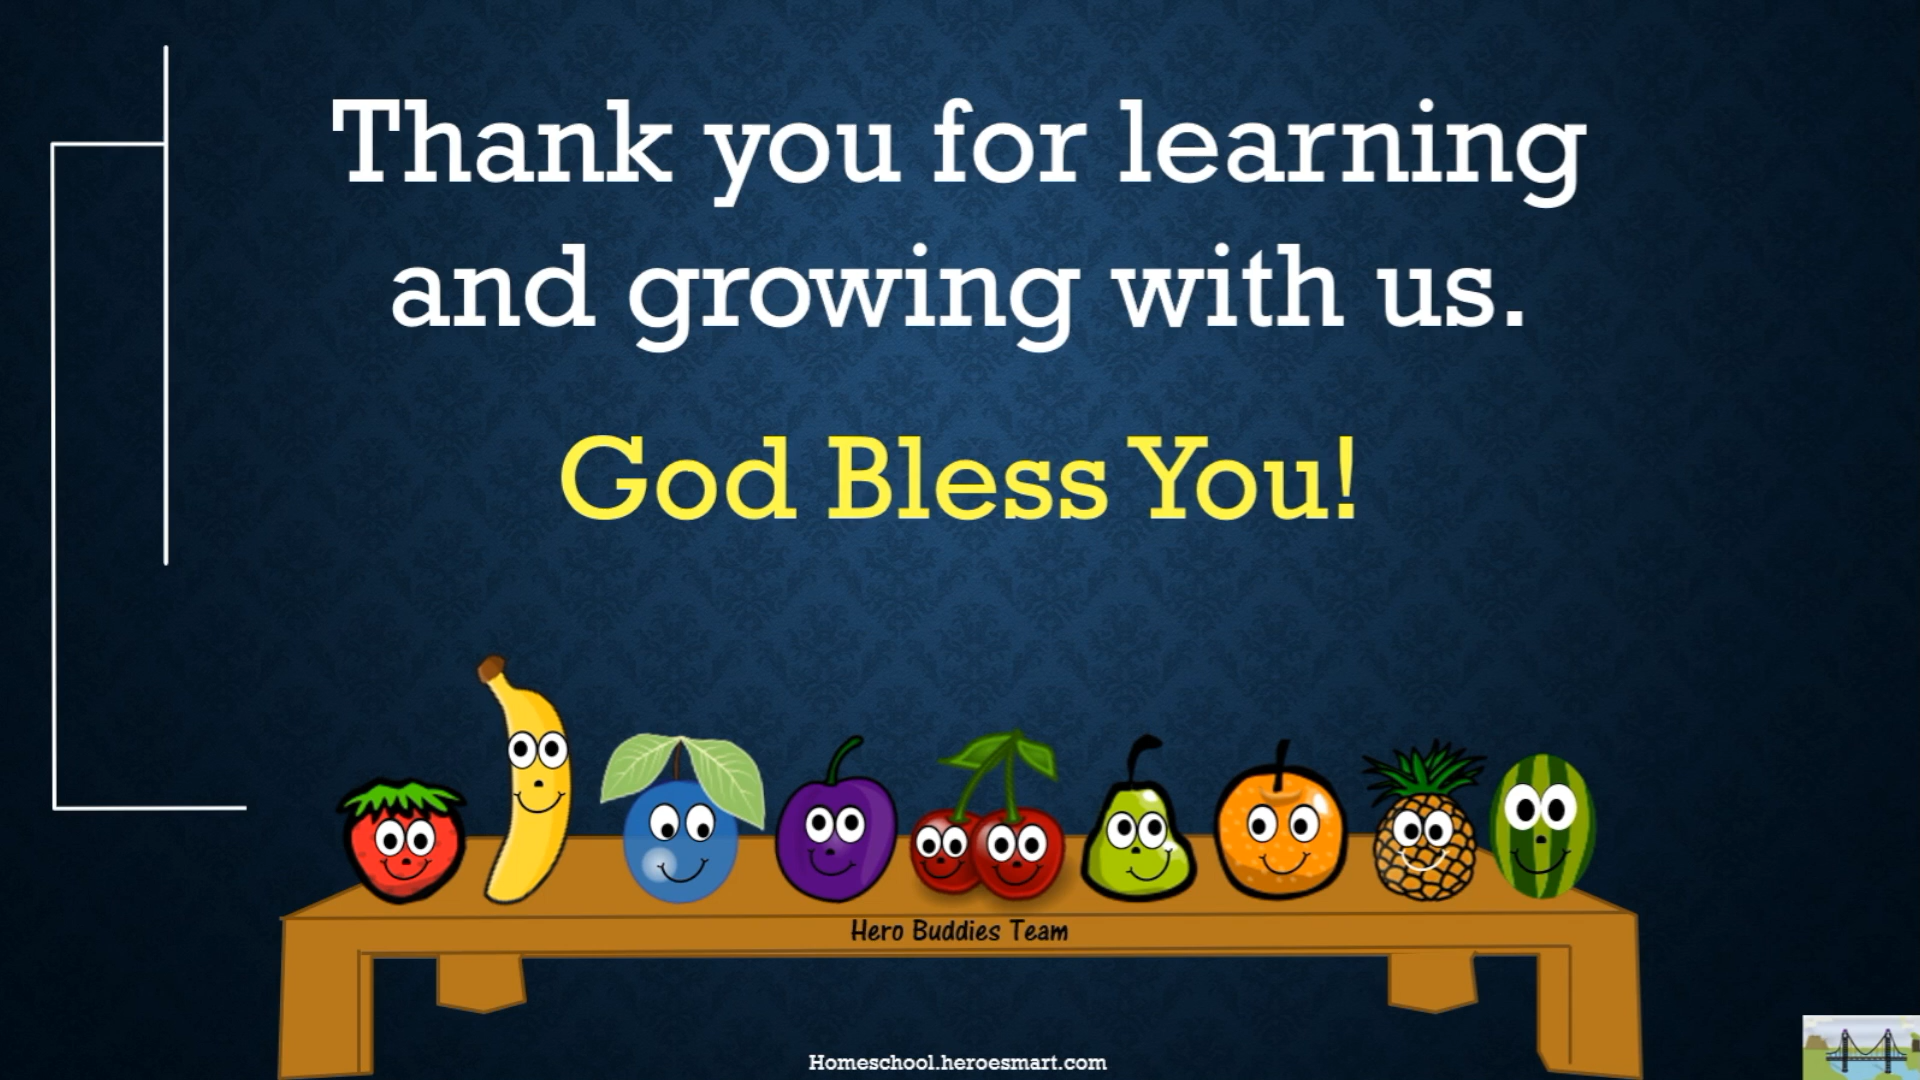 Thank you for learning
and growing with us.
God Bless You!
Hero Buddies Team
Homeschool.heroesmart.com